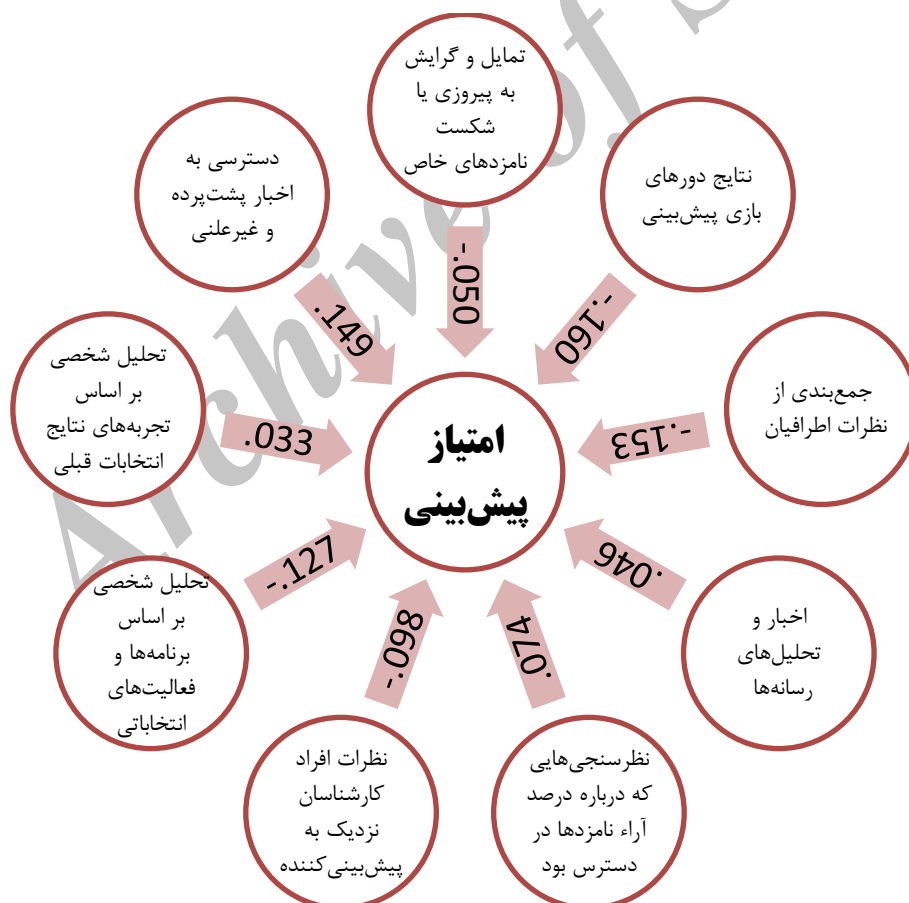 تمایل و گرایش
به پیروزی یا
شکست
نامزدهای خاص
-.050
نتایج دورهای
بازی پیش‌بینی
-.160
جمع‌بندی از
نظرات اطرافیان
-.153
اخبار و
تحلیل‌های
رسانه‌ها
.046
نظرسنجی‌هایی
که درباره درصد
آراء نامزدها در
دسترس بود
.074
نظرات افراد
کارشناسان
نزدیک به
پیش‌بینی‌کننده
-.098
تحلیل شخصی
بر اساس
برنامه‌ها و
فعالیت‌های
انتخاباتی
-.127
تحلیل شخصی
بر اساس
تجربه‌های نتایج
انتخابات قبلی
.033
دسترسی به
اخبار پشت‌پرده
و غیرعلنی
.149
امتیاز
پیش‌بینی
Archive of